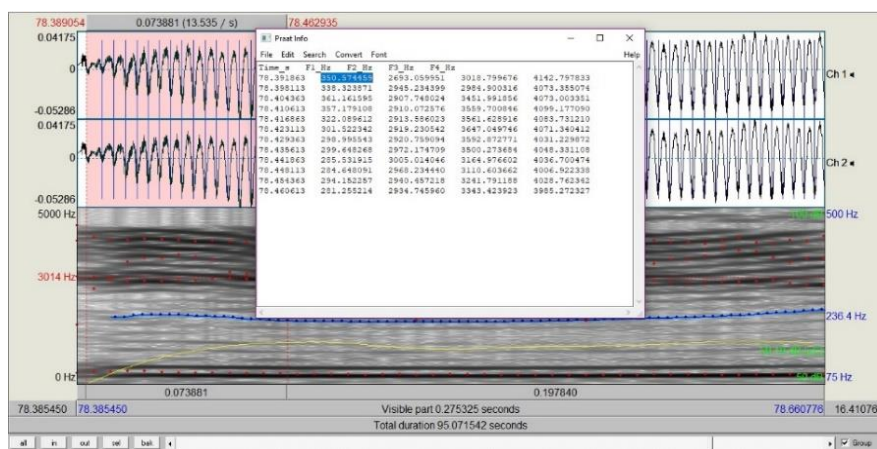 78.389054 0.073881 (13.535 / s) 78.462935
0.04175
0
-0.05286
0.04175
0
-0.05286
5000 Hz
3014 Hz
0 Hz
Praat Info
File Edit Search Convert Font Help
Time_s F1_Hz F2_Hz F3_Hz F4_Hz
78.391863 350.574459 2693.059951 3018.799676 4142.797833
78.398113 338.323871 2945.234399 2984.900316 4073.385074
78.404363 361.161595 2907.748024 3451.991856 4073.003351
78.410613 357.179108 2910.072576 3559.700846 4099.177090
78.416863 322.089612 2913.586023 3561.628916 4083.731210
78.423113 301.522342 2919.230542 3647.049746 4071.340412
78.429363 298.995543 2920.759094 3592.872771 4031.229872
78.435613 299.648268 2972.174709 3500.273684 4048.331108
78.441863 285.531915 3005.014046 3164.976602 4036.700474
78.448113 284.648091 2968.234440 3110.603662 4006.922338
78.454363 294.152257 2940.457218 3241.791188 4028.762342
78.460613 281.255214 2934.745960 3343.423923 3985.272327
Ch 1
Ch 2
500 Hz
236.4 Hz
75 Hz
0.073881 0.197840
78.385450 78.385450 Visible part 0.275325 seconds 78.660776 16.41076
Total duration 95.071542 seconds
all in out sel bak Group